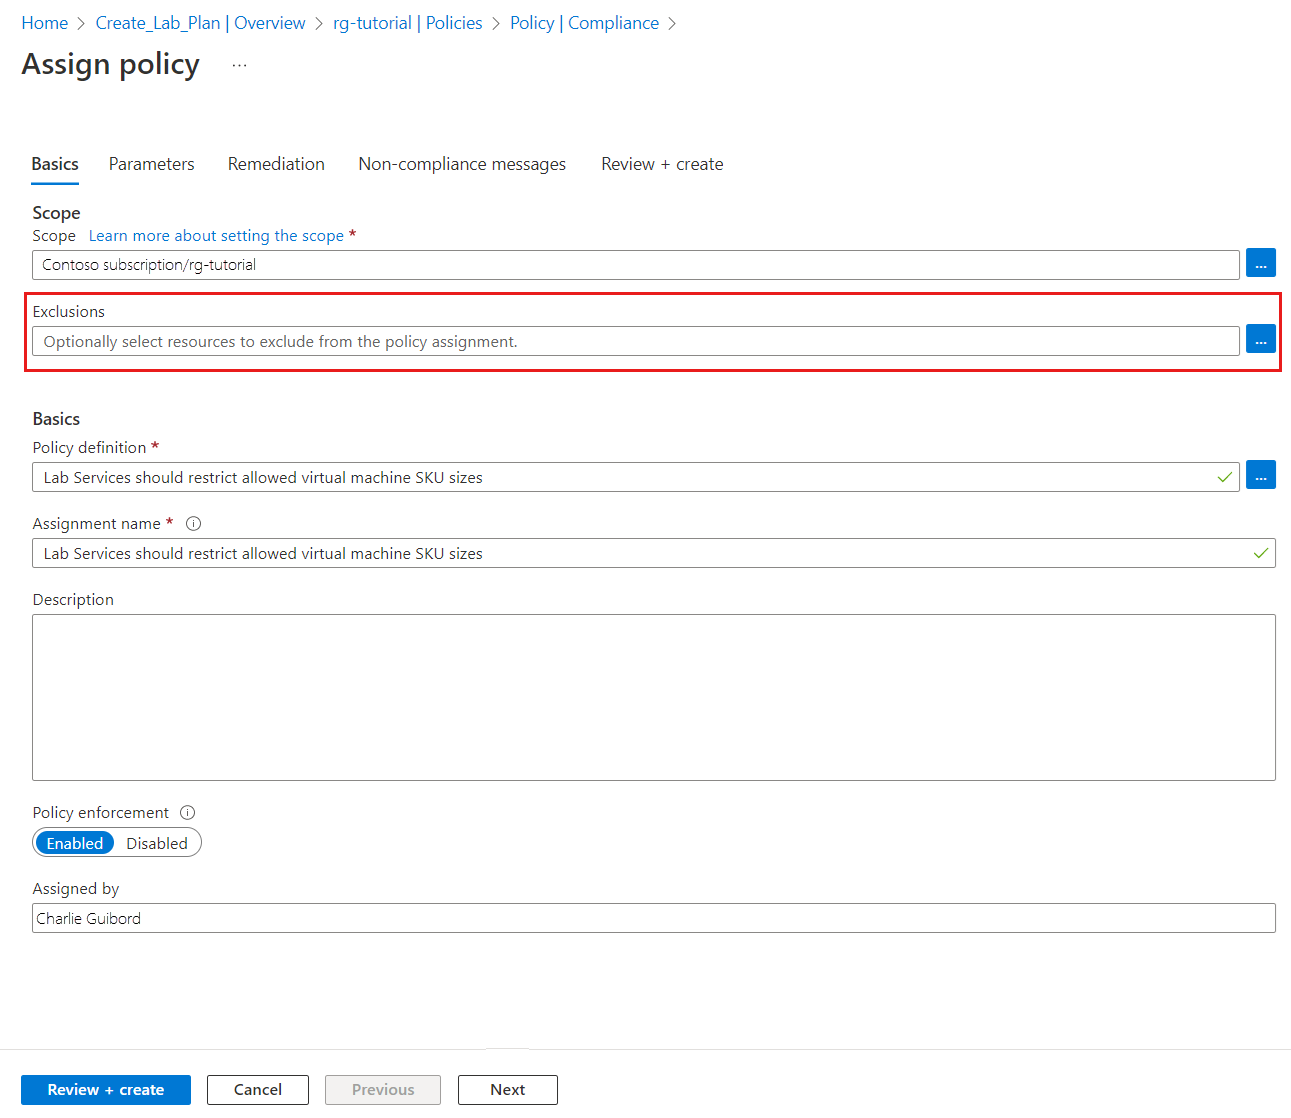 Home > Create_Lab_Plan | Overview > rg-tutorial | Policies > Policy | Compliance >
Assign policy ...
Basics Parameters Remediation Non-compliance messages Review + create
Scope
Scope Learn more about setting the scope *
Contoso subscription/rg-tutorial ...
Exclusions
Optionally select resources to exclude from the policy assignment. ...
Basics
Policy definition *
Lab Services should restrict allowed virtual machine SKU sizes ...
Assignment name *
Lab Services should restrict allowed virtual machine SKU sizes
Description
Policy enforcement
Enabled Disabled
Assigned by
Charlie Guibord
Review + create Cancel Previous Next